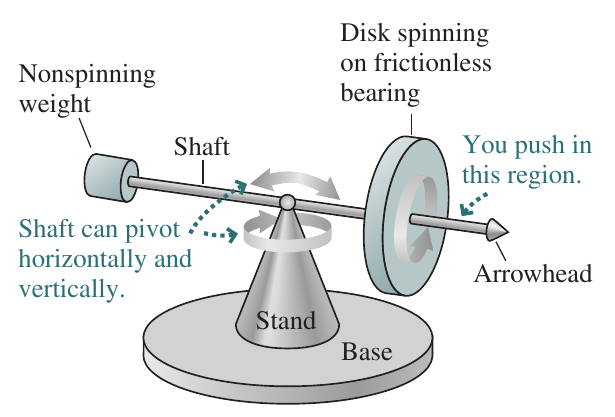 Disk spinning
on frictionless
bearing
Nonspinning
weight
Shaft
You push in
this region.
Shaft can pivot
horizontally and
vertically.
Arrowhead
Stand
Base